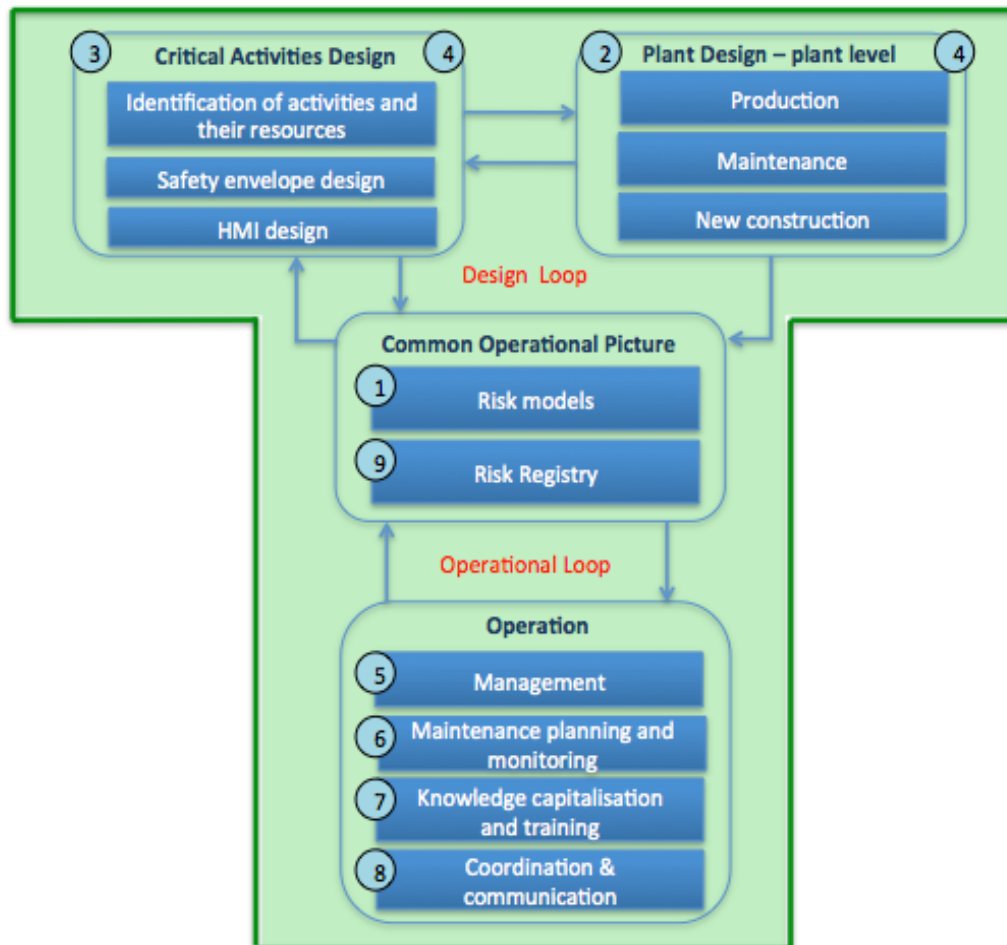 3
Critical Activities Design
4
Identification of activities and
their resources
Safety envelope design
HMI design
2
Plant Design – plant level
4
Production
Maintenance
New construction
Design Loop
Common Operational Picture
1
Risk models
9
Risk Registry
Operational Loop
Operation
5
Management
6
Maintenance planning and
monitoring
7
Knowledge capitalisation
and training
8
Coordination &
communication